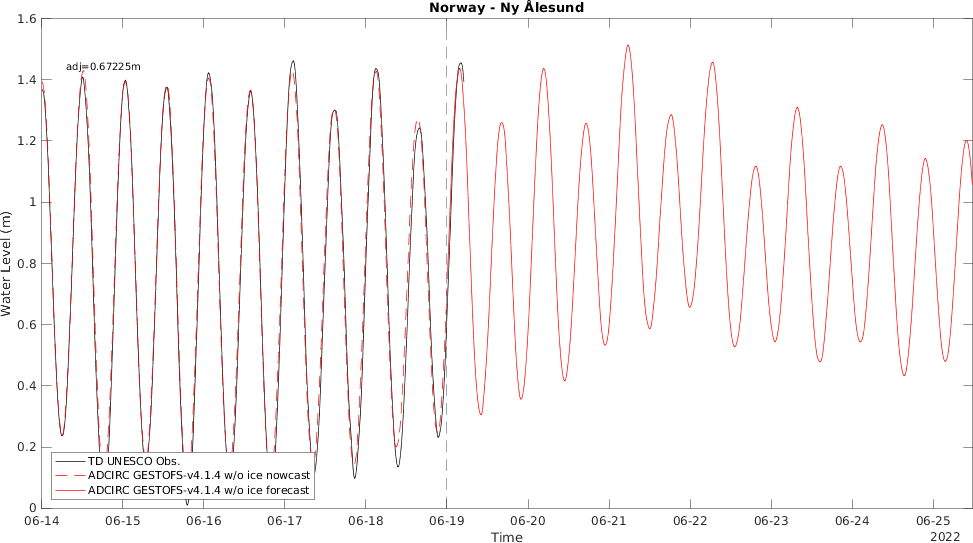 Norway - Ny Ålesund
adj=0.67225m
1.6
1.4
1.2
1
0.8
0.6
0.4
0.2
0
Water Level (m)
TD UNESCO Obs.
ADCIRC GESTOFS-v4.1.4 w/o ice nowcast
ADCIRC GESTOFS-v4.1.4 w/o ice forecast
06-14 06-15 06-16 06-17 06-18 06-19 06-20 06-21 06-22 06-23 06-24 06-25
2022
Time